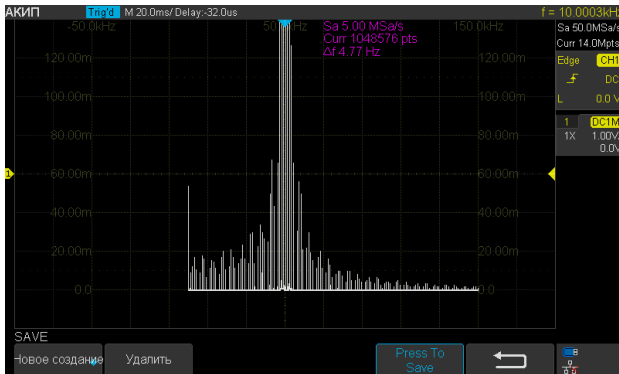 АКИП Trig'd M 20.0ms/ Delay:-32.0us f = 10.0003kHz
-50.0kHz 50.0kHz 150.0kHz
Sa 5.00 MSa/s
Curr 1048576 pts
Δf 4.77 Hz
Sa 50.0MSa/s
Curr 14.0Mpts
Edge CH1
DC
L 0.0 V
1 DC1M
1X 1.00V/
0.0V
120.00m 120.00m
100.00m 100.00m
80.00m 80.00m
1 60.00m 60.00m
40.00m 40.00m
20.00m 20.00m
0.0 0.0
SAVE
Новое создание Удалить Press To
Save